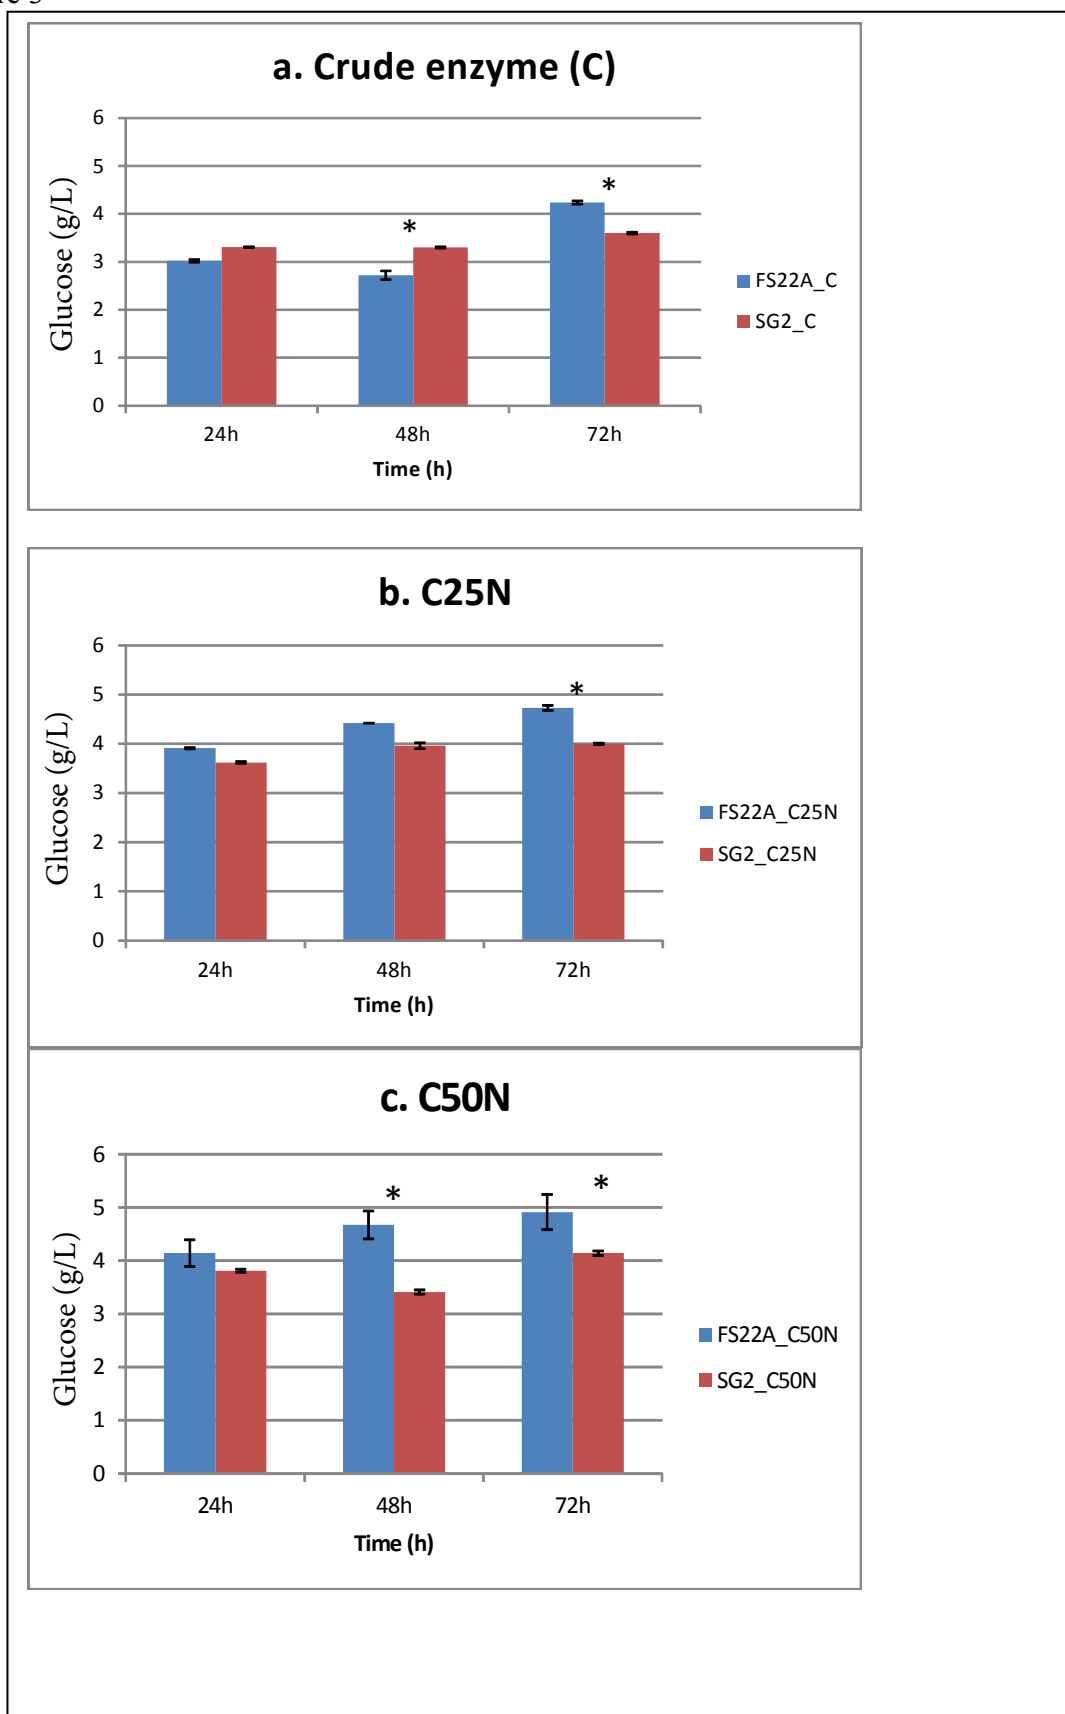 a. Crude enzyme (C)
6
5
4
3
2
1
0
Glucose (g/L)
*
*
24h 48h 72h
Time (h)
FS22A_C
SG2_C
b. C25N
6
5
4
3
2
1
0
Glucose (g/L)
*
24h 48h 72h
Time (h)
FS22A_C25N
SG2_C25N
c. C50N
6
5
4
3
2
1
0
Glucose (g/L)
*
*
24h 48h 72h
Time (h)
FS22A_C50N
SG2_C50N